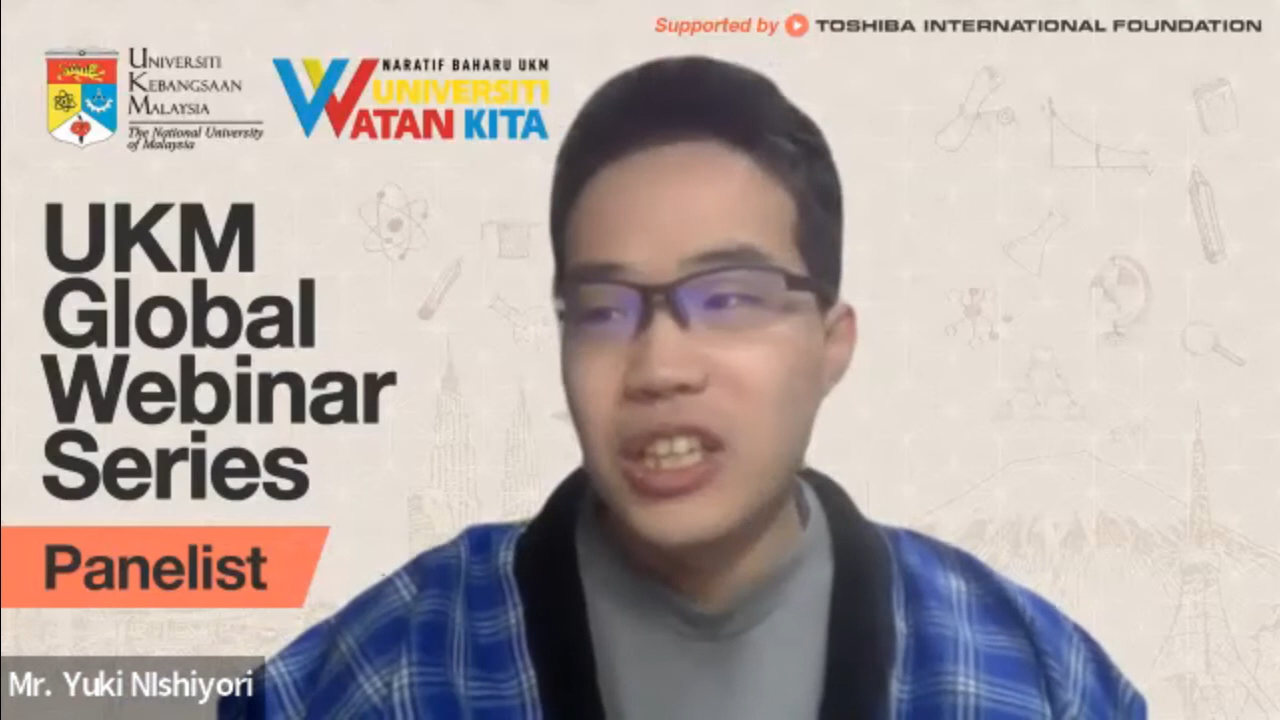 Supported by TOSHIBA INTERNATIONAL FOUNDATION
UNIVERSITI
KEBANGSAAN
MALAYSIA
The National University
of Malaysia
NARATIF BAHARU UKM
UNIVERSITI
WATAN KITA
UKM
Global
Webinar
Series
Panelist
Mr. Yuki NIshiyori